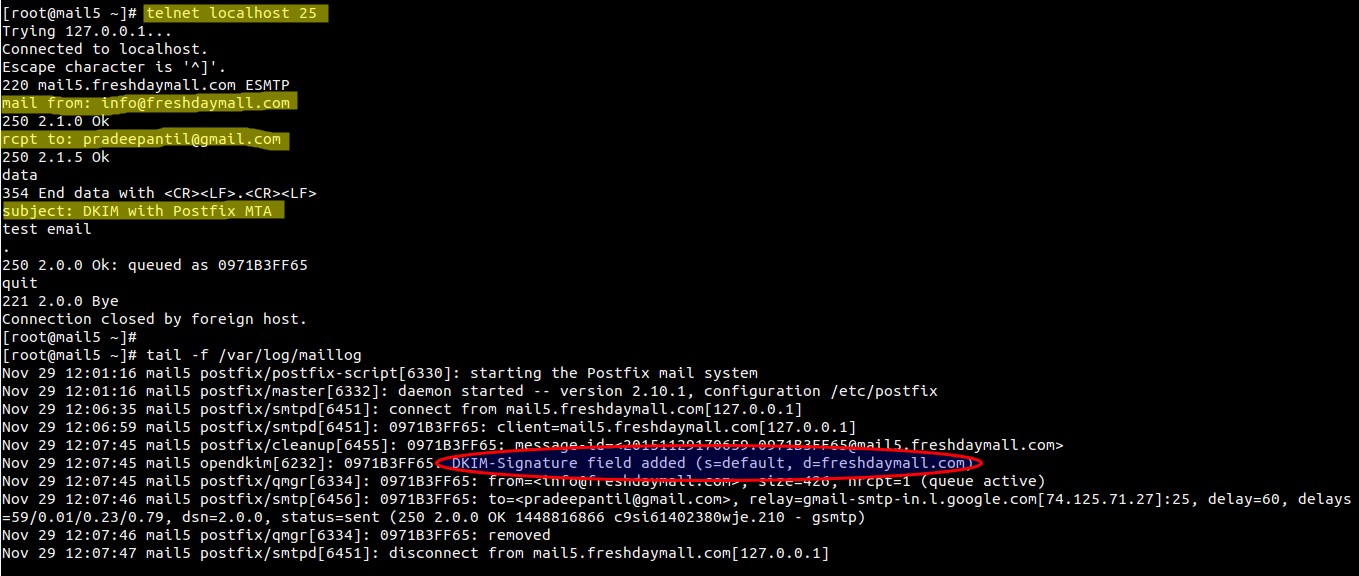 [root@mail5 ~]# telnet localhost 25
Trying 127.0.0.1...
Connected to localhost.
Escape character is '^]'.
220 mail5.freshdaymall.com ESMTP
mail from: info@freshdaymall.com
250 2.1.0 Ok
rcpt to: pradeepantil@gmail.com
250 2.1.5 Ok
data
354 End data with <CR><LF>.<CR><LF>
subject: DKIM with Postfix MTA
test email
.
250 2.0.0 Ok: queued as 0971B3FF65
quit
221 2.0.0 Bye
Connection closed by foreign host.
[root@mail5 ~]#
[root@mail5 ~]# tail -f /var/log/maillog
Nov 29 12:01:16 mail5 postfix/postfix-script[6330]: starting the Postfix mail system
Nov 29 12:01:16 mail5 postfix/master[6332]: daemon started -- version 2.10.1, configuration /etc/postfix
Nov 29 12:06:35 mail5 postfix/smtpd[6451]: connect from mail5.freshdaymall.com[127.0.0.1]
Nov 29 12:06:59 mail5 postfix/smtpd[6451]: 0971B3FF65: client=mail5.freshdaymall.com[127.0.0.1]
Nov 29 12:07:45 mail5 postfix/cleanup[6455]: 0971B3FF65: message-id=<20151129170659.0971B3FF65@mail5.freshdaymall.com>
Nov 29 12:07:45 mail5 opendkim[6232]: 0971B3FF65: DKIM-Signature field added (s=default, d=freshdaymall.com)
Nov 29 12:07:45 mail5 postfix/qmgr[6334]: 0971B3FF65: from=<info@freshdaymall.com>, size=426, nrcpt=1 (queue active)
Nov 29 12:07:46 mail5 postfix/smtp[6456]: 0971B3FF65: to=<pradeepantil@gmail.com>, relay=gmail-smtp-in.l.google.com[74.125.71.27]:25, delay=60, delays
=59/0.01/0.23/0.79, dsn=2.0.0, status=sent (250 2.0.0 OK 1448816866 c9si61402380wje.210 - gsmtp)
Nov 29 12:07:46 mail5 postfix/qmgr[6334]: 0971B3FF65: removed
Nov 29 12:07:47 mail5 postfix/smtpd[6451]: disconnect from mail5.freshdaymall.com[127.0.0.1]